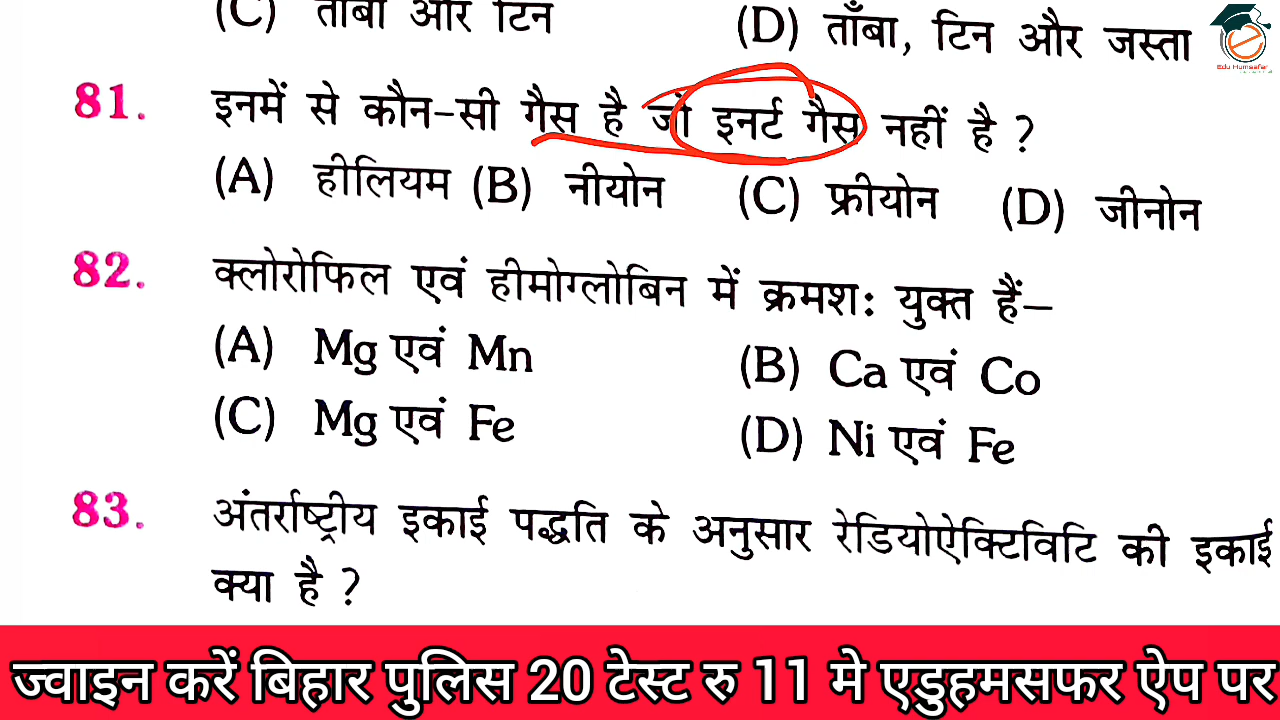 (C) ताँबा और टिन (D) ताँबा, टिन और जस्ता
Edu Humsafar
81. इनमें से कौन-सी गैस है जो इनर्ट गैस नहीं है ?
(A) हीलियम (B) नीयोन (C) फ्रीयोन (D) जीनोन
82. क्लोरोफिल एवं हीमोग्लोबिन में क्रमशः युक्त हैं–
(A) Mg एवं Mn (B) Ca एवं Co
(C) Mg एवं Fe (D) Ni एवं Fe
83. अंतर्राष्ट्रीय इकाई पद्धति के अनुसार रेडियोऐक्टिविटि की इकाई
क्या है ?
ज्वाइन करें बिहार पुलिस 20 टेस्ट रु 11 मे एडुहमसफर ऐप पर